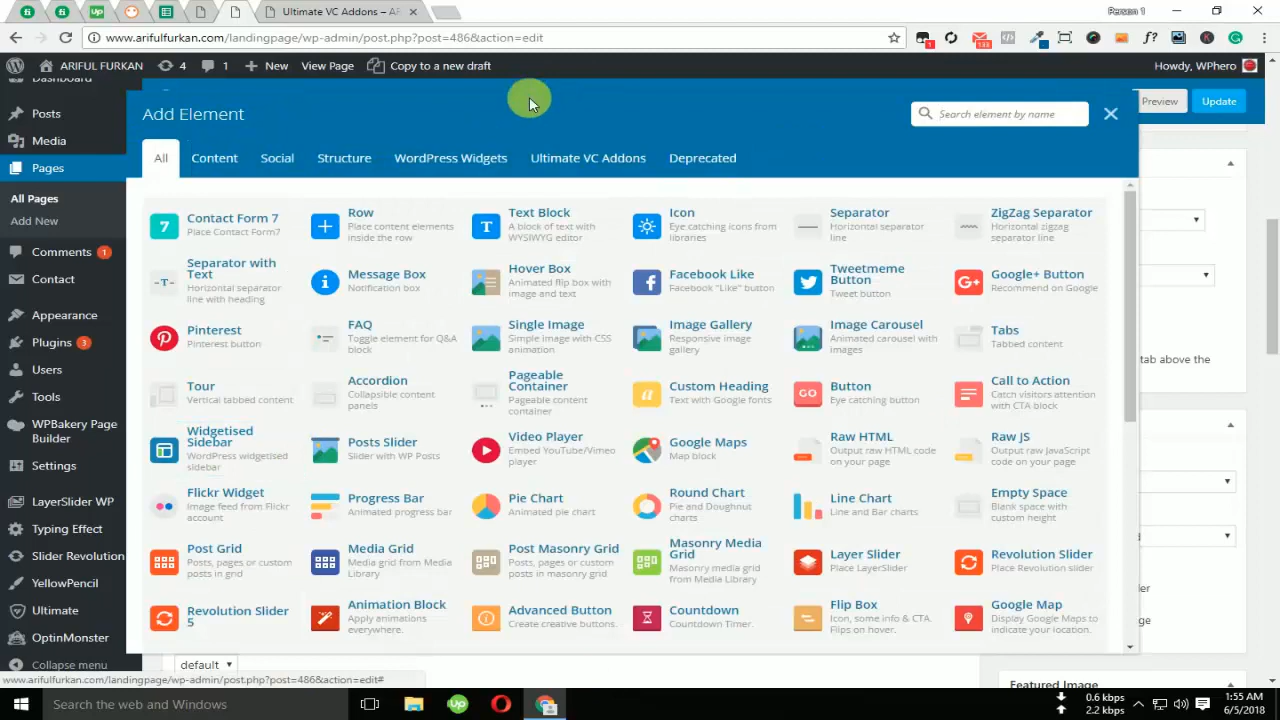 Ultimate VC Addons – AR
Person 1
www.arifulfurkan.com/landingpage/wp-admin/post.php?post=486&action=edit
1
133
ARIFUL FURKAN
4
1
New
View Page
Copy to a new draft
Howdy, WPhero
Dashboard
Posts
Media
Pages
All Pages
Add New
Comments 1
Contact
Appearance
Plugins 3
Users
Tools
WPBakery Page
Builder
Settings
LayerSlider WP
Typing Effect
Slider Revolution
YellowPencil
Ultimate
OptinMonster
Collapse menu
Add Element
Search element by name
Preview
Update
All
Content
Social
Structure
WordPress Widgets
Ultimate VC Addons
Deprecated
7
Contact Form 7
Place Contact Form7
Row
Place content elements
inside the row
T
Text Block
A block of text with
WYSIWYG editor
Icon
Eye catching icons from
libraries
Separator
Horizontal separator
line
ZigZag Separator
Horizontal zigzag
separator line
-T-
Separator with
Text
Horizontal separator
line with heading
Message Box
Notification box
Hover Box
Animated flip box with
image and text
Facebook Like
Facebook "Like" button
Tweetmeme
Button
Tweet button
G+
Google+ Button
Recommend on Google
Pinterest
Pinterest button
FAQ
Toggle element for Q&A
block
Single Image
Simple image with CSS
animation
Image Gallery
Responsive image
gallery
Image Carousel
Animated carousel with
images
Tabs
Tabbed content
Tour
Vertical tabbed content
Accordion
Collapsible content
panels
Pageable
Container
Pageable content
container
a
Custom Heading
Text with Google fonts
GO
Button
Eye catching button
Call to Action
Catch visitors attention
with CTA block
Widgetised
Sidebar
WordPress widgetised
sidebar
Posts Slider
Slider with WP Posts
Video Player
Embed YouTube/Vimeo
player
Google Maps
Map block
Raw HTML
Output raw HTML code
on your page
Raw JS
Output raw JavaScript
code on your page
Flickr Widget
Image feed from Flickr
account
Progress Bar
Animated progress bar
Pie Chart
Animated pie chart
Round Chart
Pie and Doughnut
charts
Line Chart
Line and Bar charts
Empty Space
Blank space with
custom height
Post Grid
Posts, pages or custom
posts in grid
Media Grid
Media grid from Media
Library
Post Masonry Grid
Posts, pages or custom
posts in masonry grid
Masonry Media
Grid
Masonry media grid
from Media Library
Layer Slider
Place LayerSlider
Revolution Slider
Place Revolution slider
Revolution Slider
5
Animation Block
Apply animations
everywhere.
Advanced Button
Create creative buttons.
Countdown
Countdown Timer.
Flip Box
Icon, some info & CTA.
Flips on hover.
Google Map
Display Google Maps to
indicate your location.
tab above the
der
ge
default
Featured Image
www.arifulfurkan.com/landingpage/wp-admin/post.php?post=486&action=edit#
Search the web and Windows
0.6 kbps
2.2 kbps
1:55 AM
6/5/2018